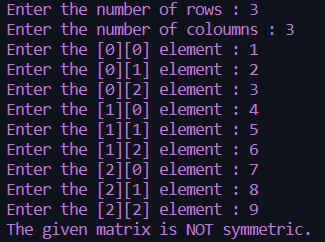 Enter the number of rows : 3
Enter the number of coloumns : 3
Enter the [0][0] element : 1
Enter the [0][1] element : 2
Enter the [0][2] element : 3
Enter the [1][0] element : 4
Enter the [1][1] element : 5
Enter the [1][2] element : 6
Enter the [2][0] element : 7
Enter the [2][1] element : 8
Enter the [2][2] element : 9
The given matrix is NOT symmetric.